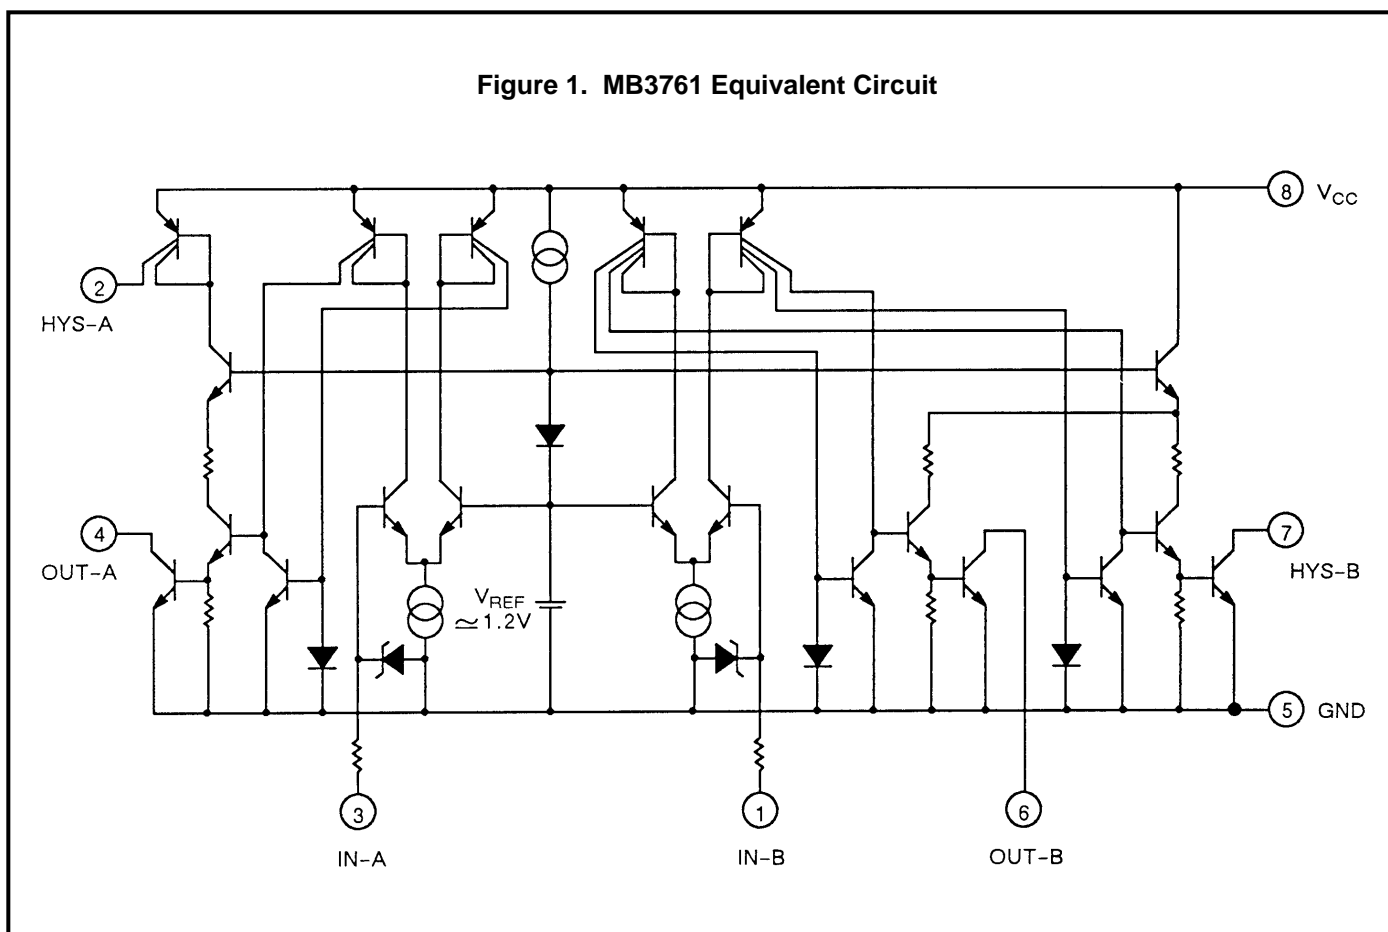 Figure 1. MB3761 Equivalent Circuit
8 VCC
2
HYS-A
4
OUT-A
VREF
≃1.2V
7
HYS-B
5 GND
3
IN-A
1
IN-B
6
OUT-B